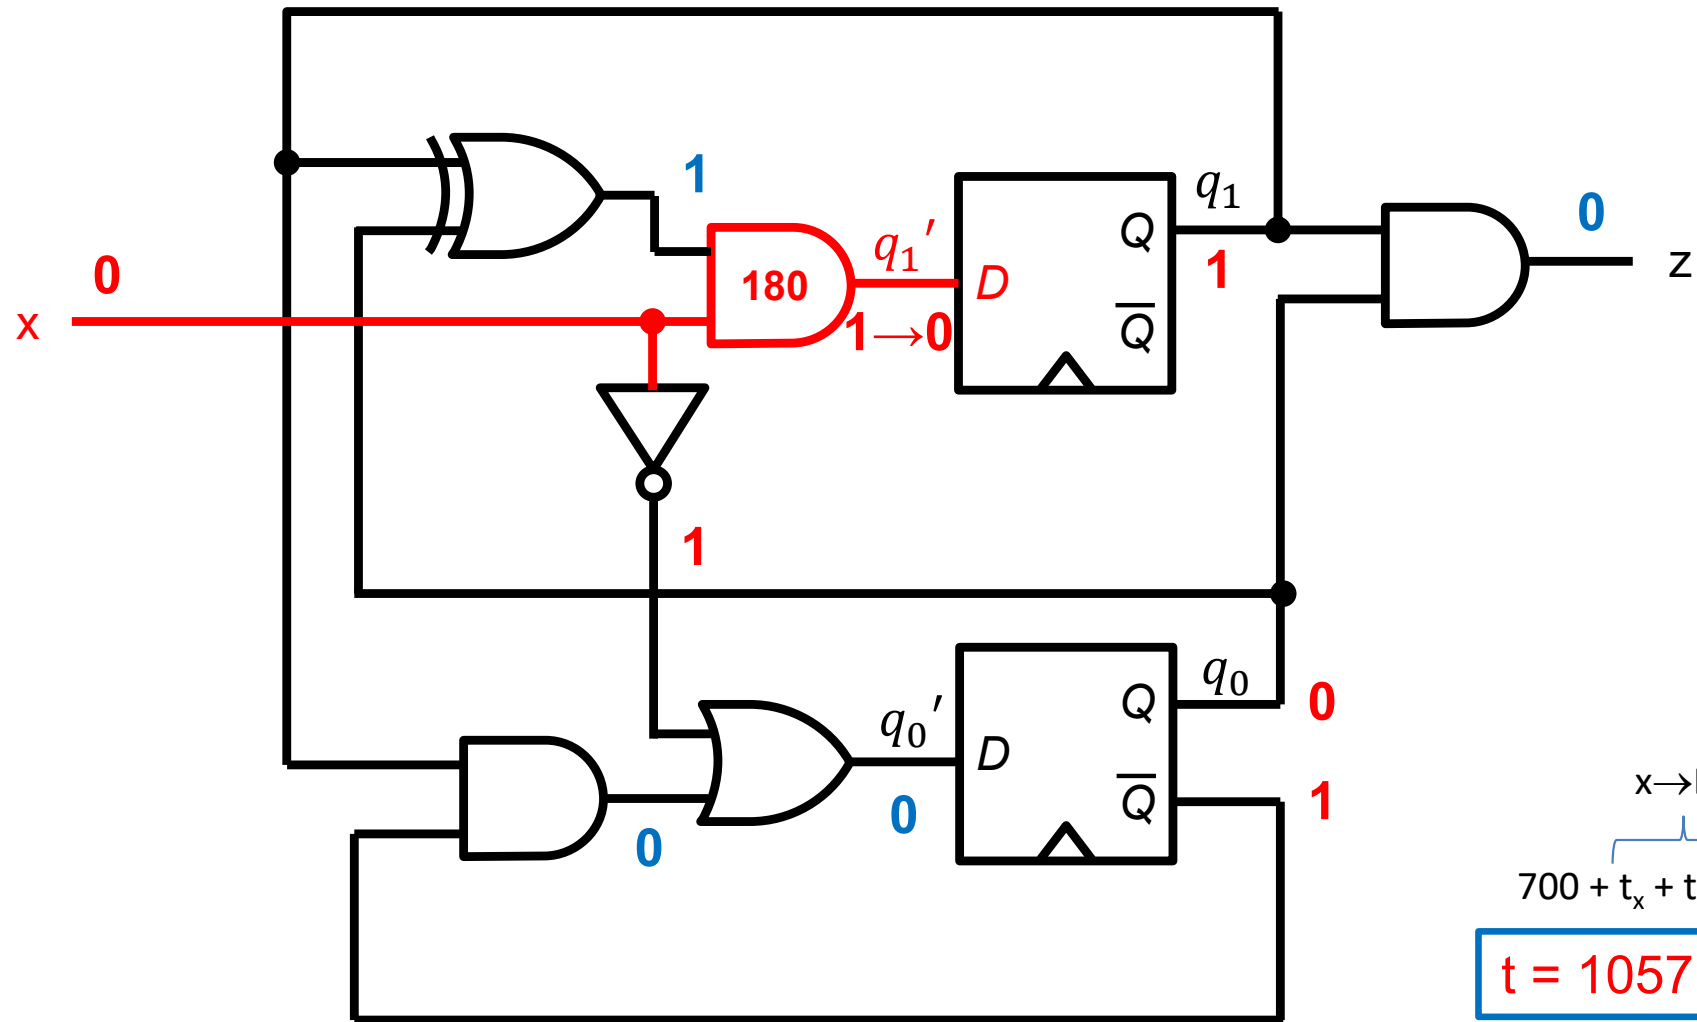 1
0
x
180
q₁′
1→0
D
Q
Q̅
q₁
1
0
z
1
0
q₀′
0
D
Q
Q̅
q₀
0
1
x→
700 + tₓ + t
t = 1057